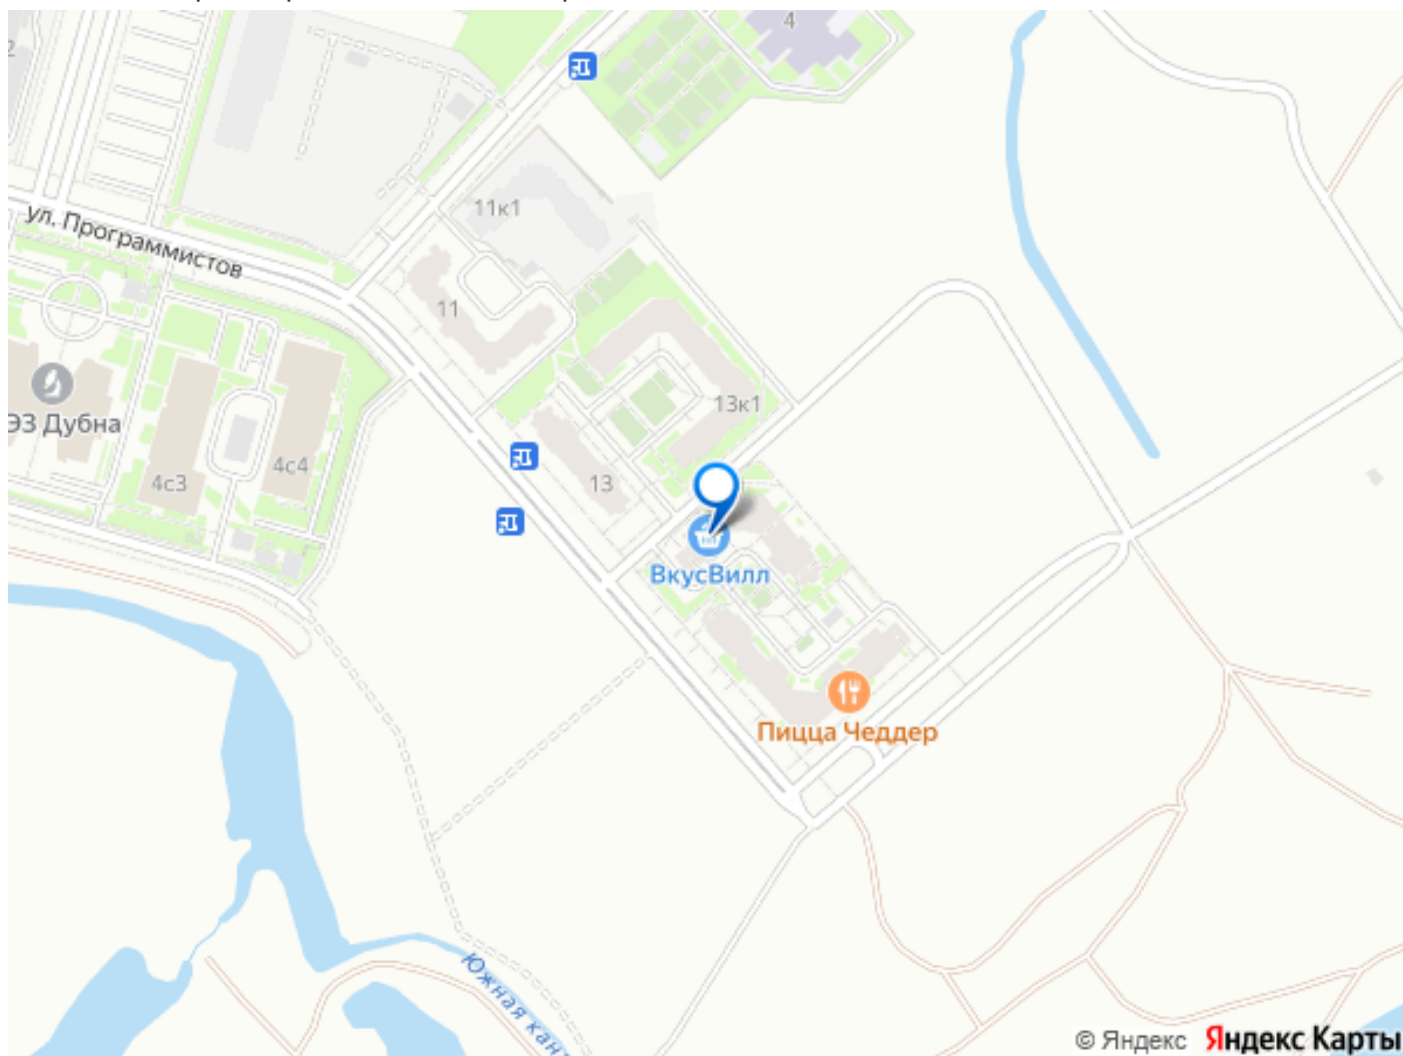 4
2
11к1
ул. Программистов
11
13к1
ЭЗ Дубна
4с4
4с3
13
ВкусВилл
Пицца Чеддер
Южная кан
© Яндекс Яндекс Карты